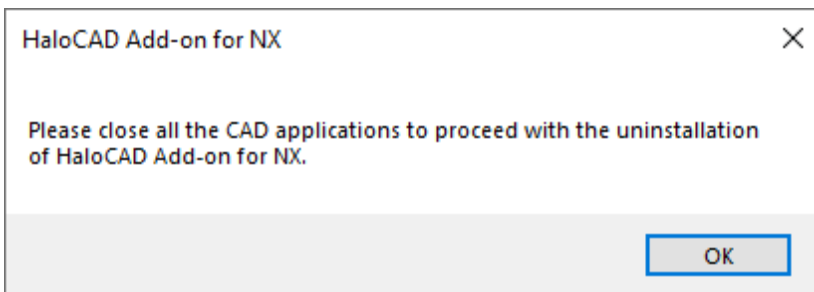 HaloCAD Add-on for NX
Please close all the CAD applications to proceed with the uninstallation
of HaloCAD Add-on for NX.
OK